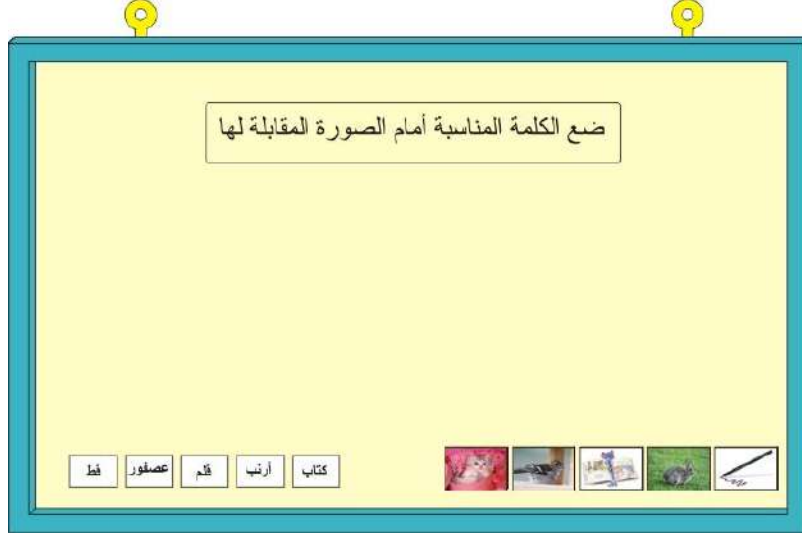 ضع الكلمة المناسبة أمام الصورة المقابلة لها
كتاب
أرنب
قلم
عصفور
قط